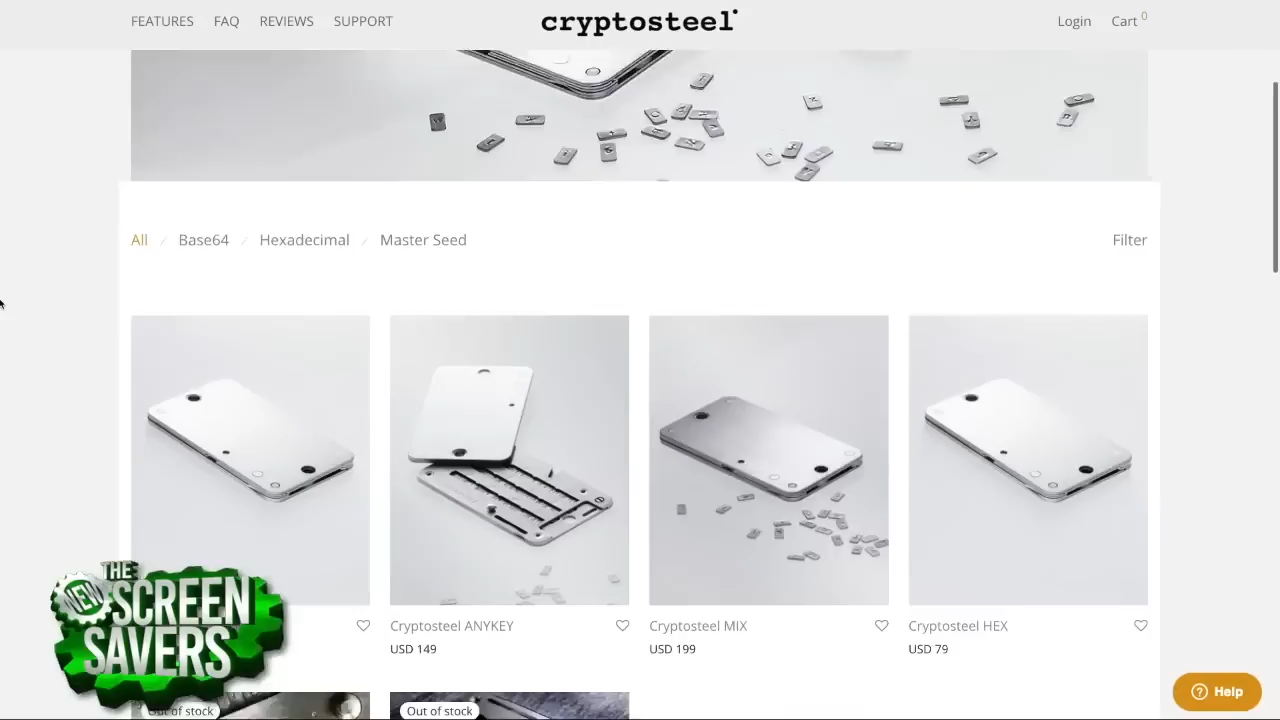 FEATURES FAQ REVIEWS SUPPORT
cryptosteel
Login Cart 0
All / Base64 / Hexadecimal / Master Seed
Filter
THE
NEW
SCREEN
SAVERS
Cryptosteel ANYKEY
USD 149
Cryptosteel MIX
USD 199
Cryptosteel HEX
USD 79
Out of stock
Out of stock
Help